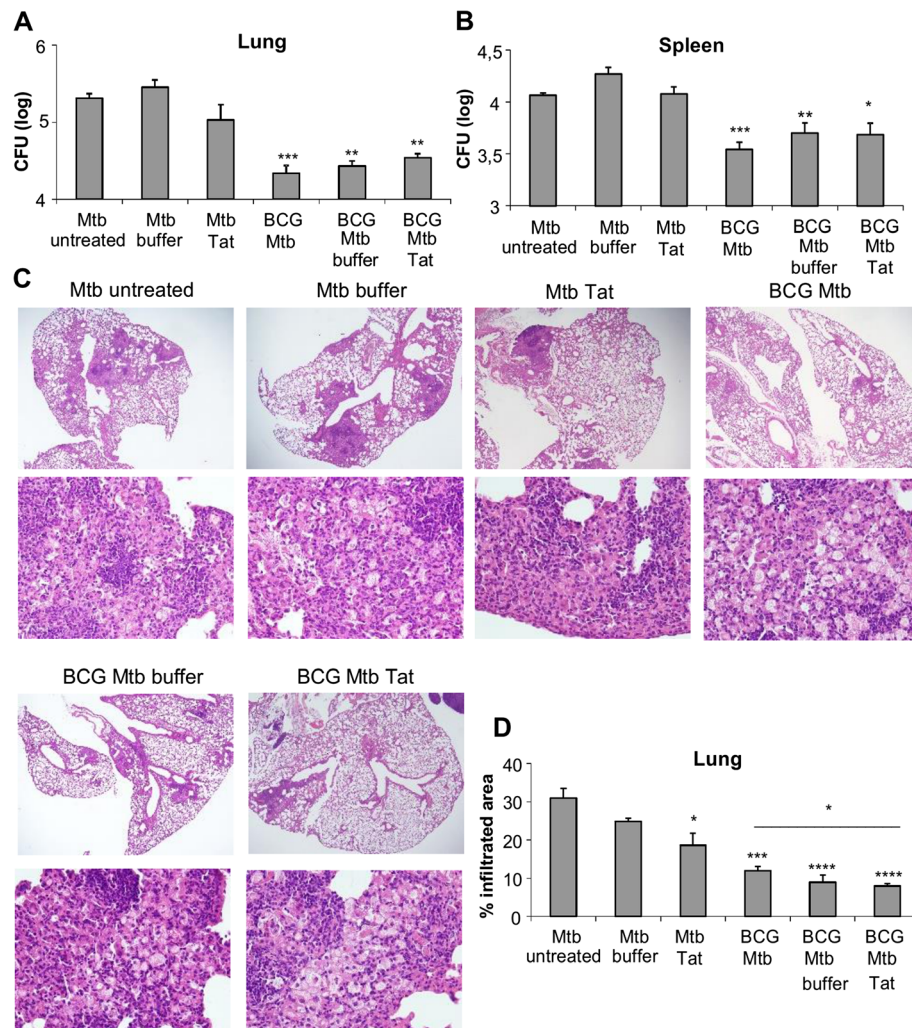 A
Lung
CFU (log)
6
5
4
***
**
**
Mtb untreated
Mtb buffer
Mtb Tat
BCG Mtb
BCG Mtb buffer
BCG Mtb Tat
B
Spleen
CFU (log)
4,5
4
3,5
3
***
**
*
Mtb untreated
Mtb buffer
Mtb Tat
BCG Mtb
BCG Mtb buffer
BCG Mtb Tat
C
Mtb untreated
Mtb buffer
Mtb Tat
BCG Mtb
BCG Mtb buffer
BCG Mtb Tat
D
Lung
% infiltrated area
40
30
20
10
0
*
***
****
****
*
Mtb untreated
Mtb buffer
Mtb Tat
BCG Mtb
BCG Mtb buffer
BCG Mtb Tat